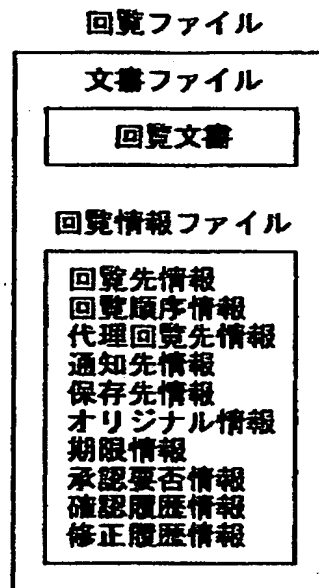 回覧ファイル
文書ファイル
回覧文書
回覧情報ファイル
回覧先情報
回覧順序情報
代理回覧先情報
通知先情報
保存先情報
オリジナル情報
期限情報
承認要否情報
確認履歴情報
修正履歴情報